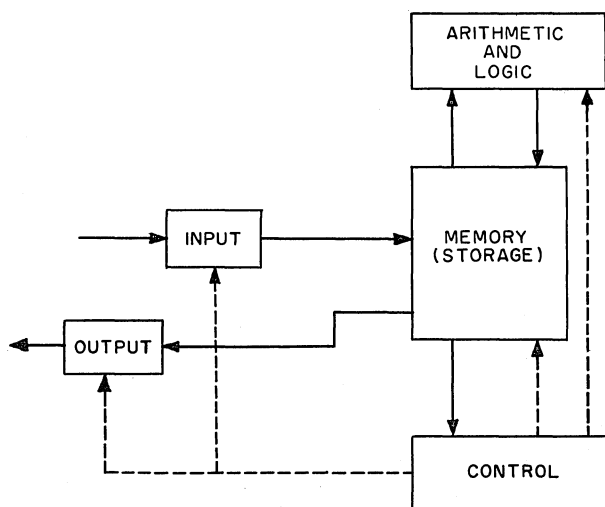 ARITHMETIC
AND
LOGIC
INPUT
MEMORY
(STORAGE)
OUTPUT
CONTROL